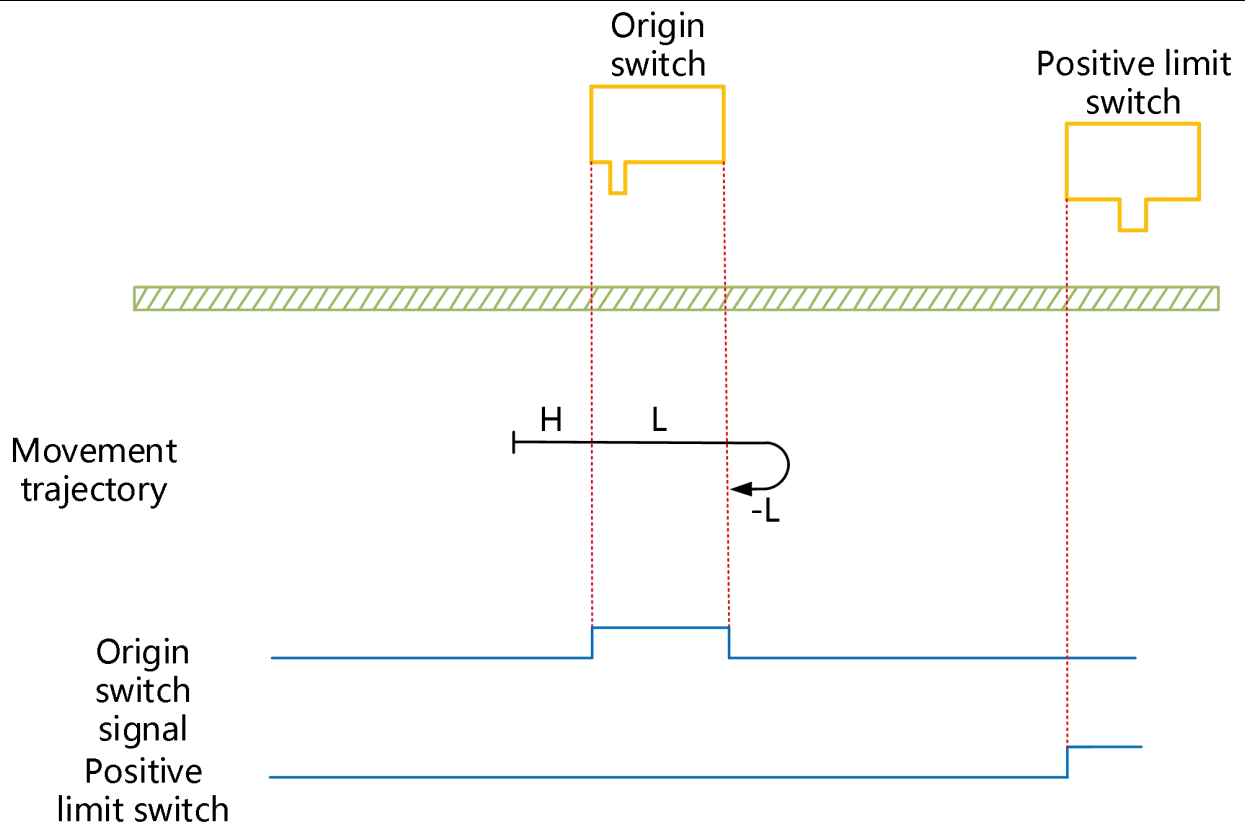 Origin
switch
Positive limit
switch
H
L
Movement
trajectory
-L
Origin
switch
signal
Positive
limit switch